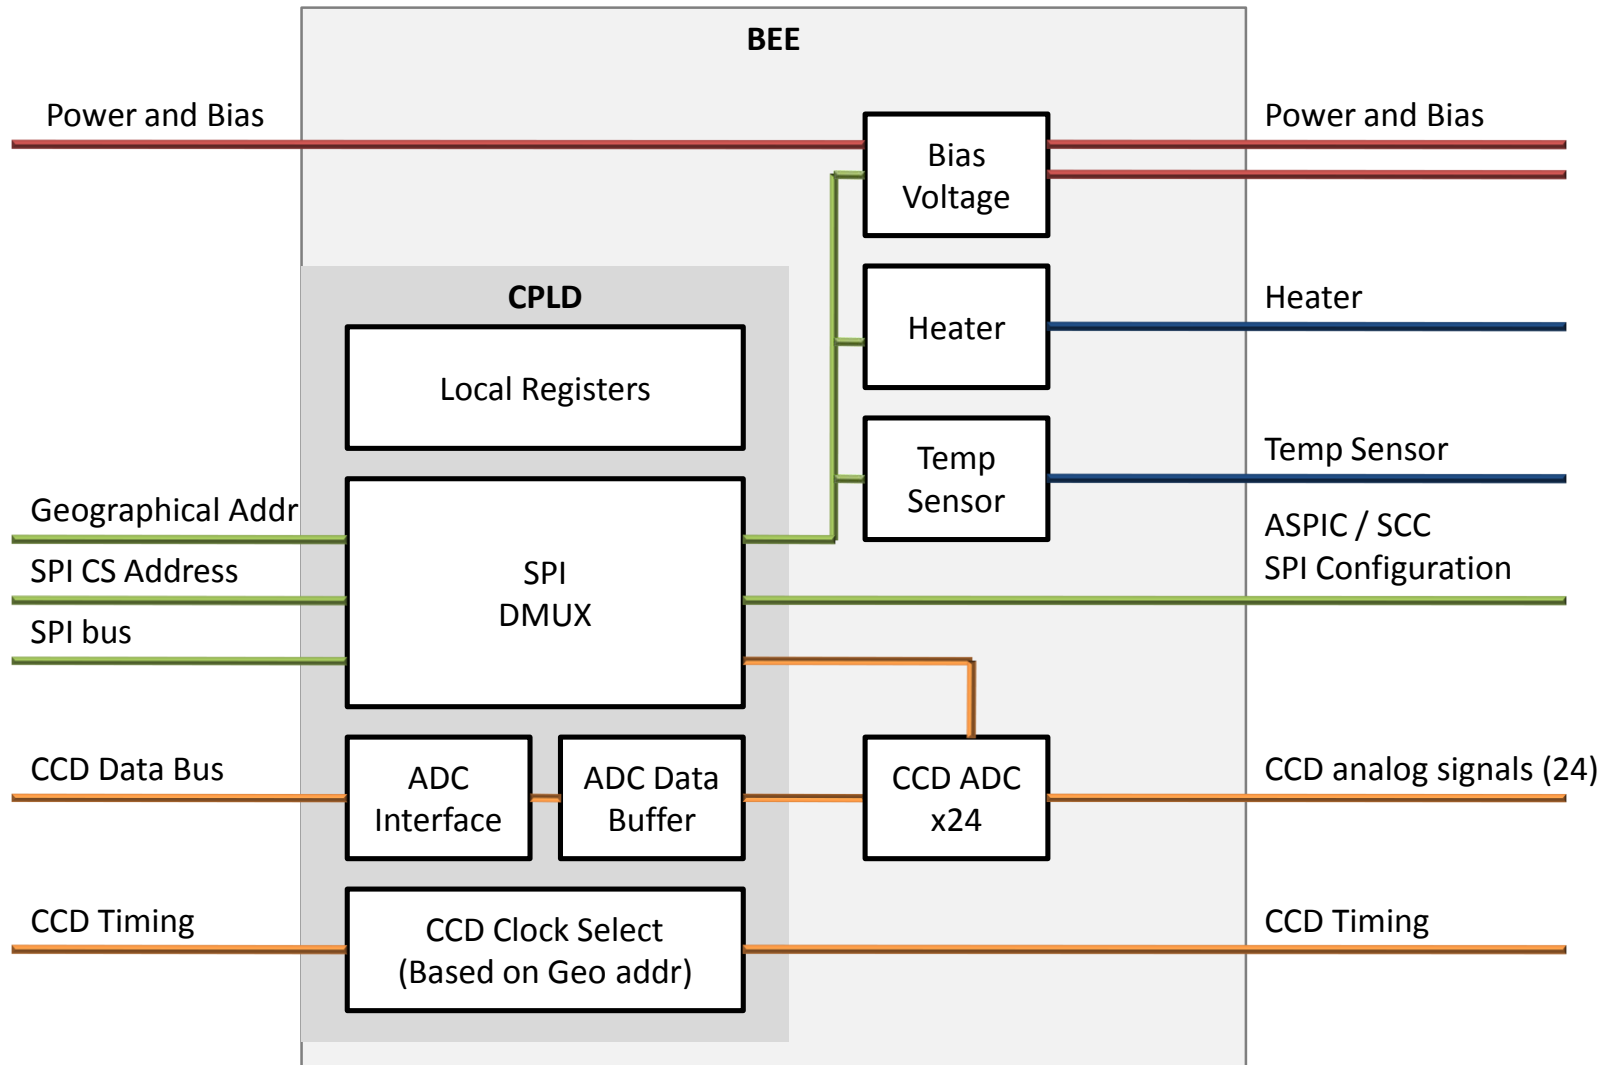 BEE
Power and Bias
Power and Bias
Bias
Voltage
CPLD
Heater
Heater
Local Registers
Temp
Sensor
Temp Sensor
Geographical Addr
SPI CS Address
SPI bus
SPI
DMUX
ASPIC / SCC
SPI Configuration
CCD Data Bus
ADC
Interface
ADC Data
Buffer
CCD ADC
x24
CCD analog signals (24)
CCD Timing
CCD Clock Select
(Based on Geo addr)
CCD Timing